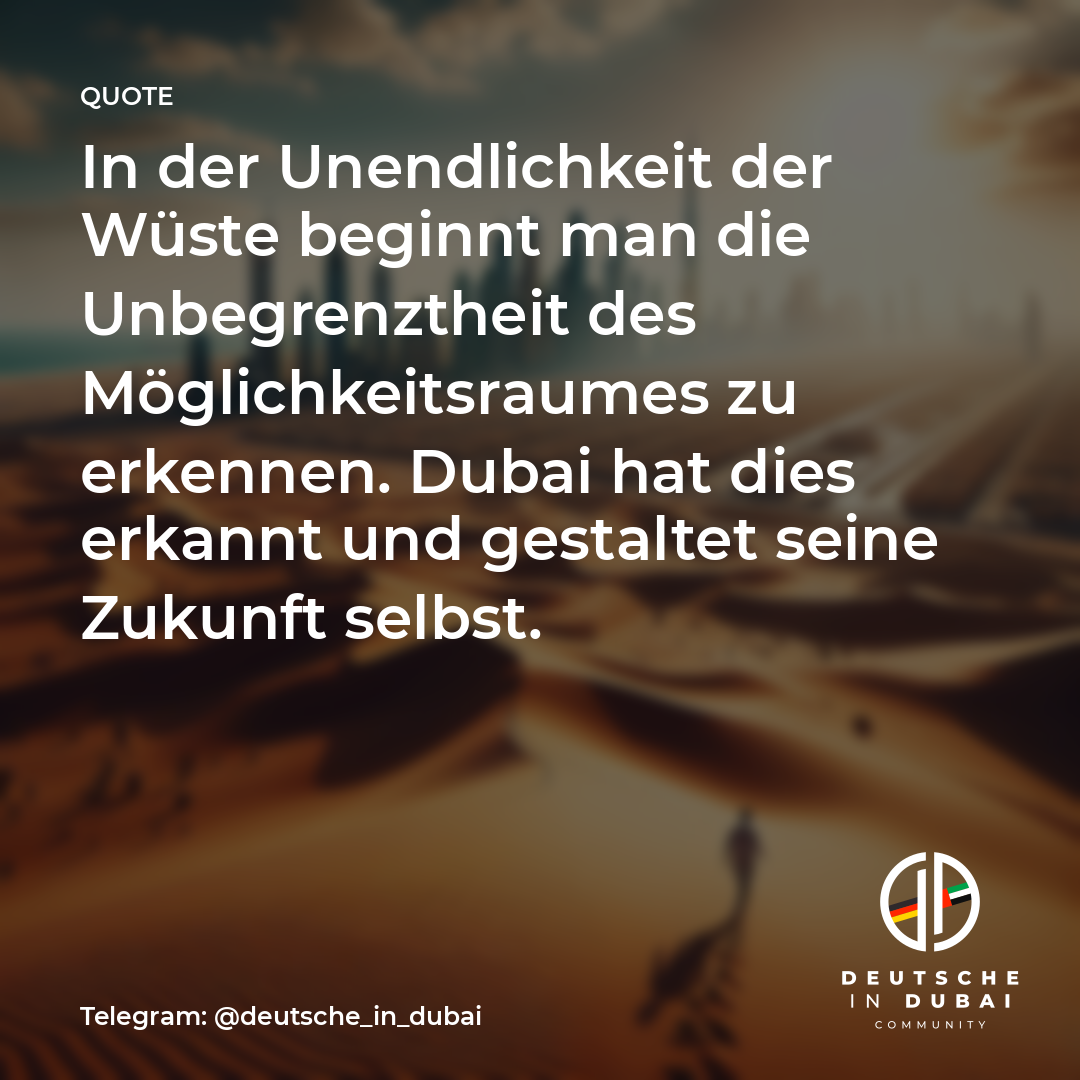 QUOTE
In der Unendlichkeit der
Wüste beginnt man die
Unbegrenztheit des
Möglichkeitsraumes zu
erkennen. Dubai hat dies
erkannt und gestaltet seine
Zukunft selbst.
DEUTSCHE
IN DUBAI
COMMUNITY
Telegram: @deutsche_in_dubai